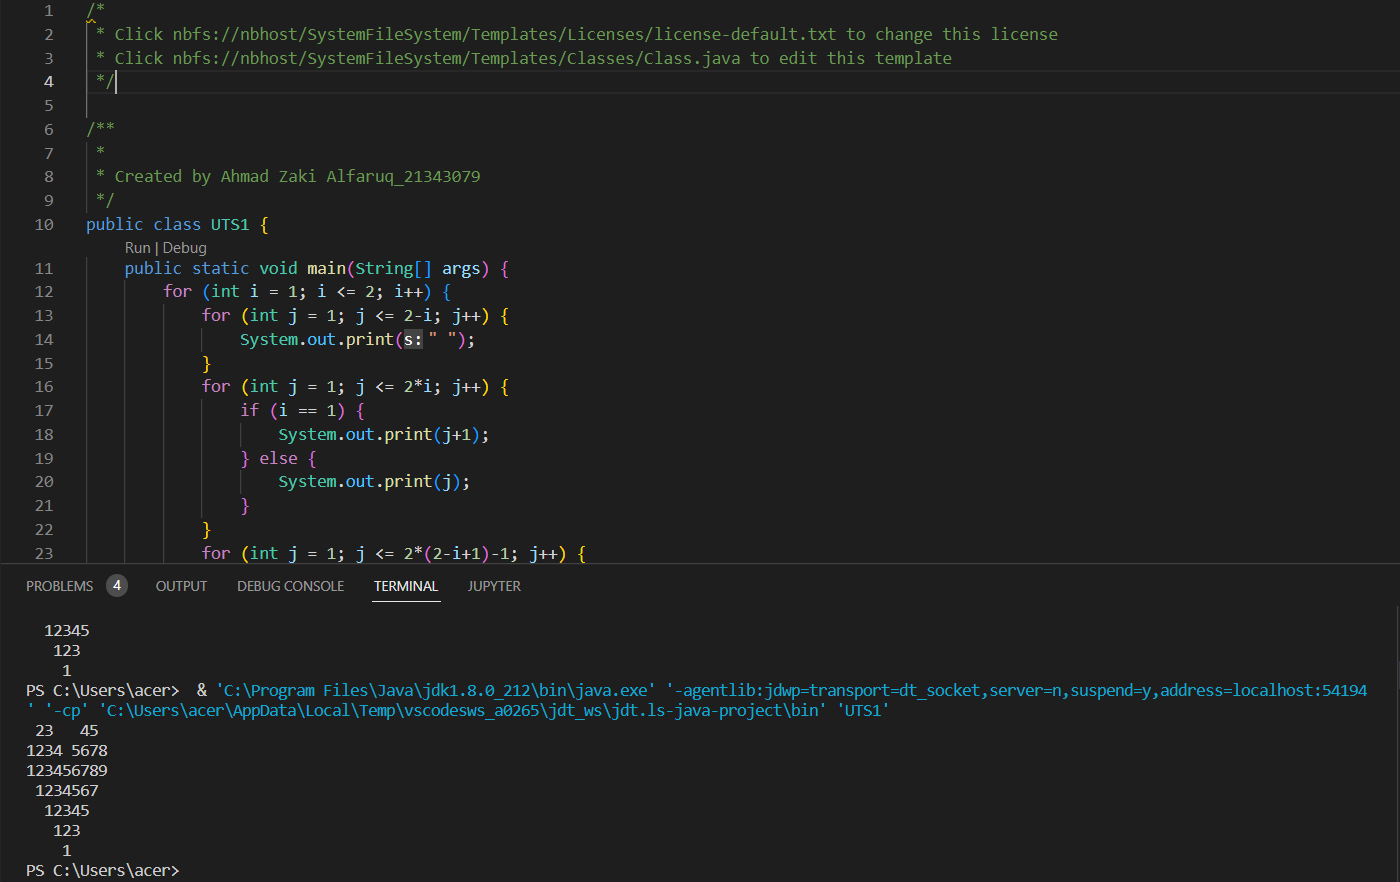 1 /*
2  * Click nbfs://nbhost/SystemFileSystem/Templates/Licenses/license-default.txt to change this license
3  * Click nbfs://nbhost/SystemFileSystem/Templates/Classes/Class.java to edit this template
4  */
5
6 /**
7  *
8  * Created by Ahmad Zaki Alfaruq_21343079
9  */
10 public class UTS1 {
Run | Debug
11     public static void main(String[] args) {
12         for (int i = 1; i <= 2; i++) {
13             for (int j = 1; j <= 2-i; j++) {
14                 System.out.print(s:" ");
15             }
16             for (int j = 1; j <= 2*i; j++) {
17                 if (i == 1) {
18                     System.out.print(j+1);
19                 } else {
20                     System.out.print(j);
21                 }
22             }
23             for (int j = 1; j <= 2*(2-i+1)-1; j++) {
PROBLEMS 4 OUTPUT DEBUG CONSOLE TERMINAL JUPYTER
  12345
   123
    1
PS C:\Users\acer>  & 'C:\Program Files\Java\jdk1.8.0_212\bin\java.exe' '-agentlib:jdwp=transport=dt_socket,server=n,suspend=y,address=localhost:54194
' '-cp' 'C:\Users\acer\AppData\Local\Temp\vscodesws_a0265\jdt_ws\jdt.ls-java-project\bin' 'UTS1'
 23   45
1234 5678
123456789
 1234567
  12345
   123
    1
PS C:\Users\acer>